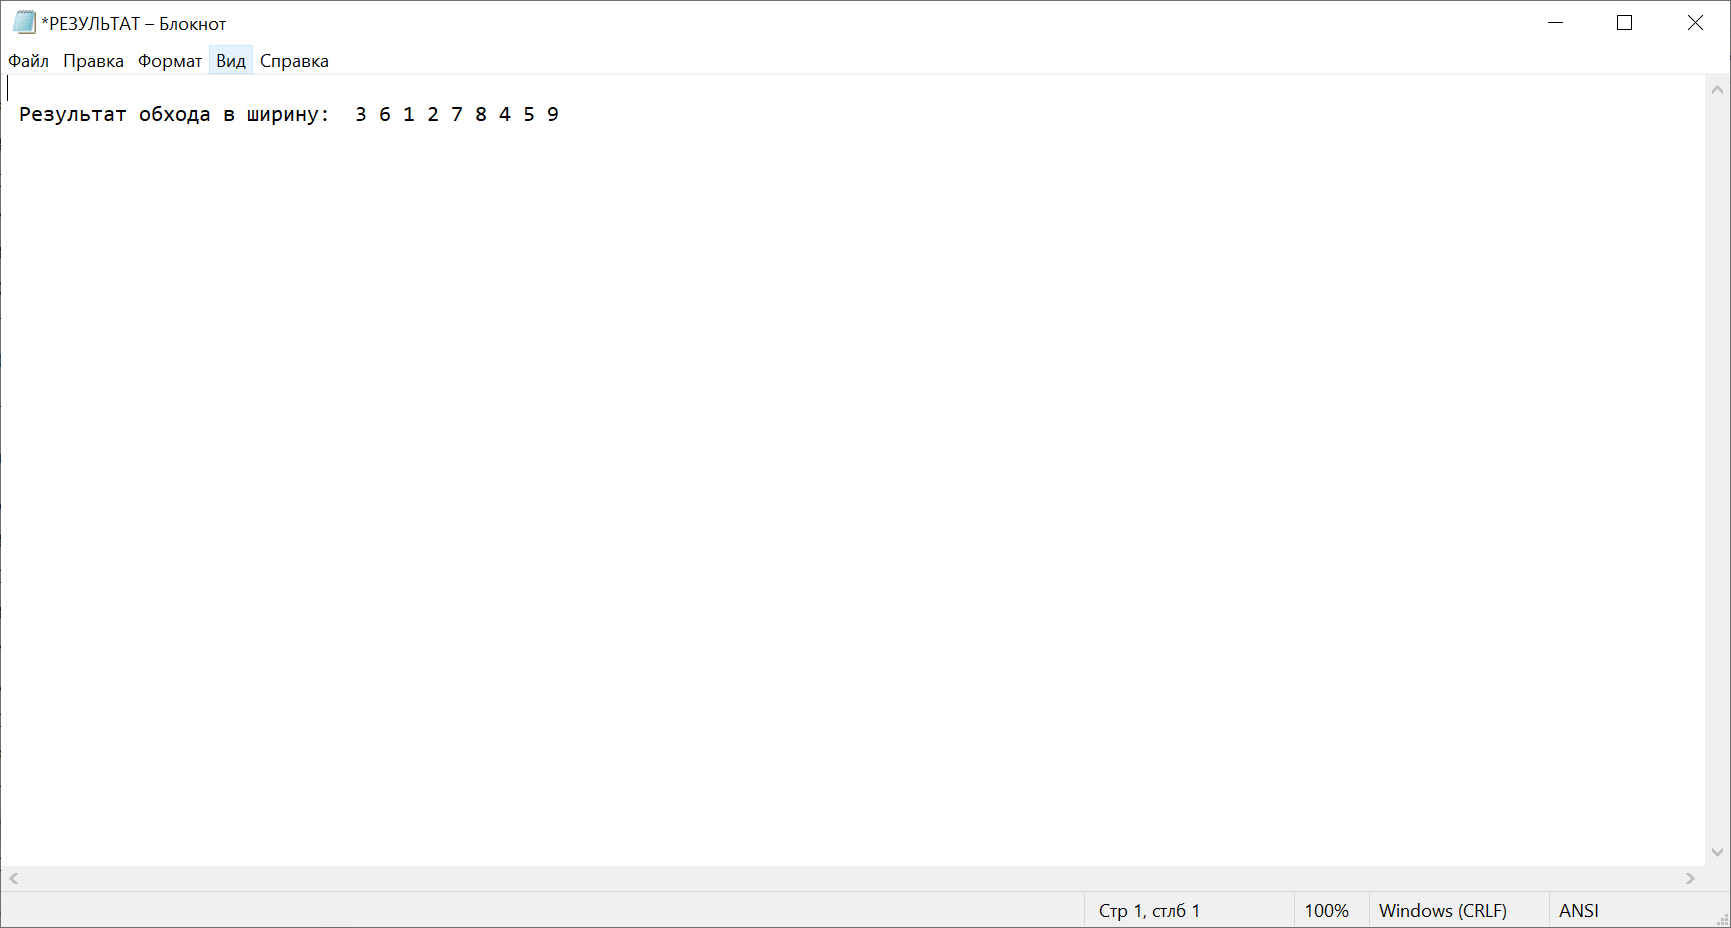 *РЕЗУЛЬТАТ – Блокнот
Файл Правка Формат Вид Справка
Результат обхода в ширину:  3 6 1 2 7 8 4 5 9
Стр 1, стлб 1 100% Windows (CRLF) ANSI